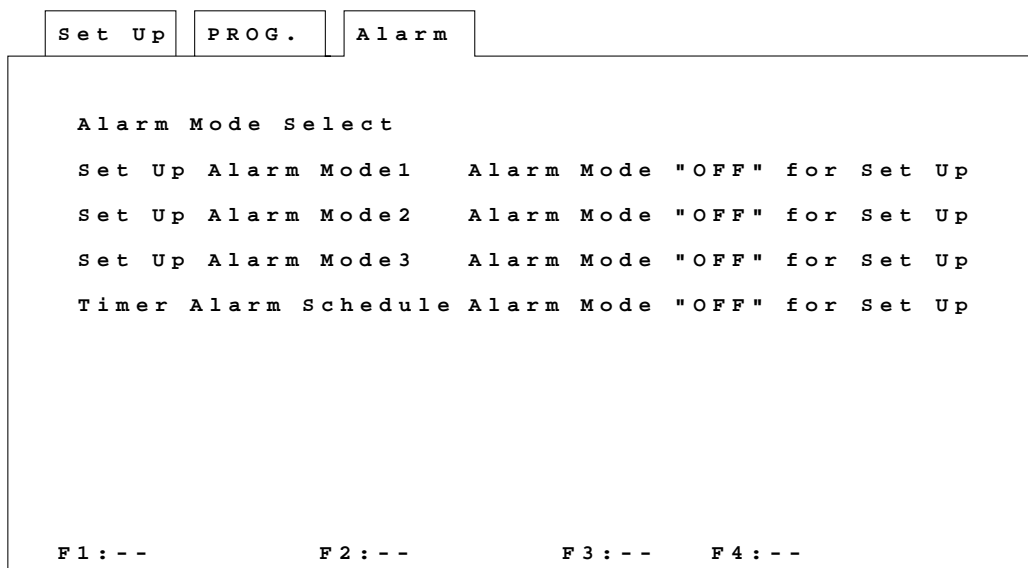 Set Up PROG. Alarm
Alarm Mode Select
Set Up Alarm Mode1 Alarm Mode "OFF" for Set Up
Set Up Alarm Mode2 Alarm Mode "OFF" for Set Up
Set Up Alarm Mode3 Alarm Mode "OFF" for Set Up
Timer Alarm Schedule Alarm Mode "OFF" for Set Up
F1:-- F2:-- F3:-- F4:--